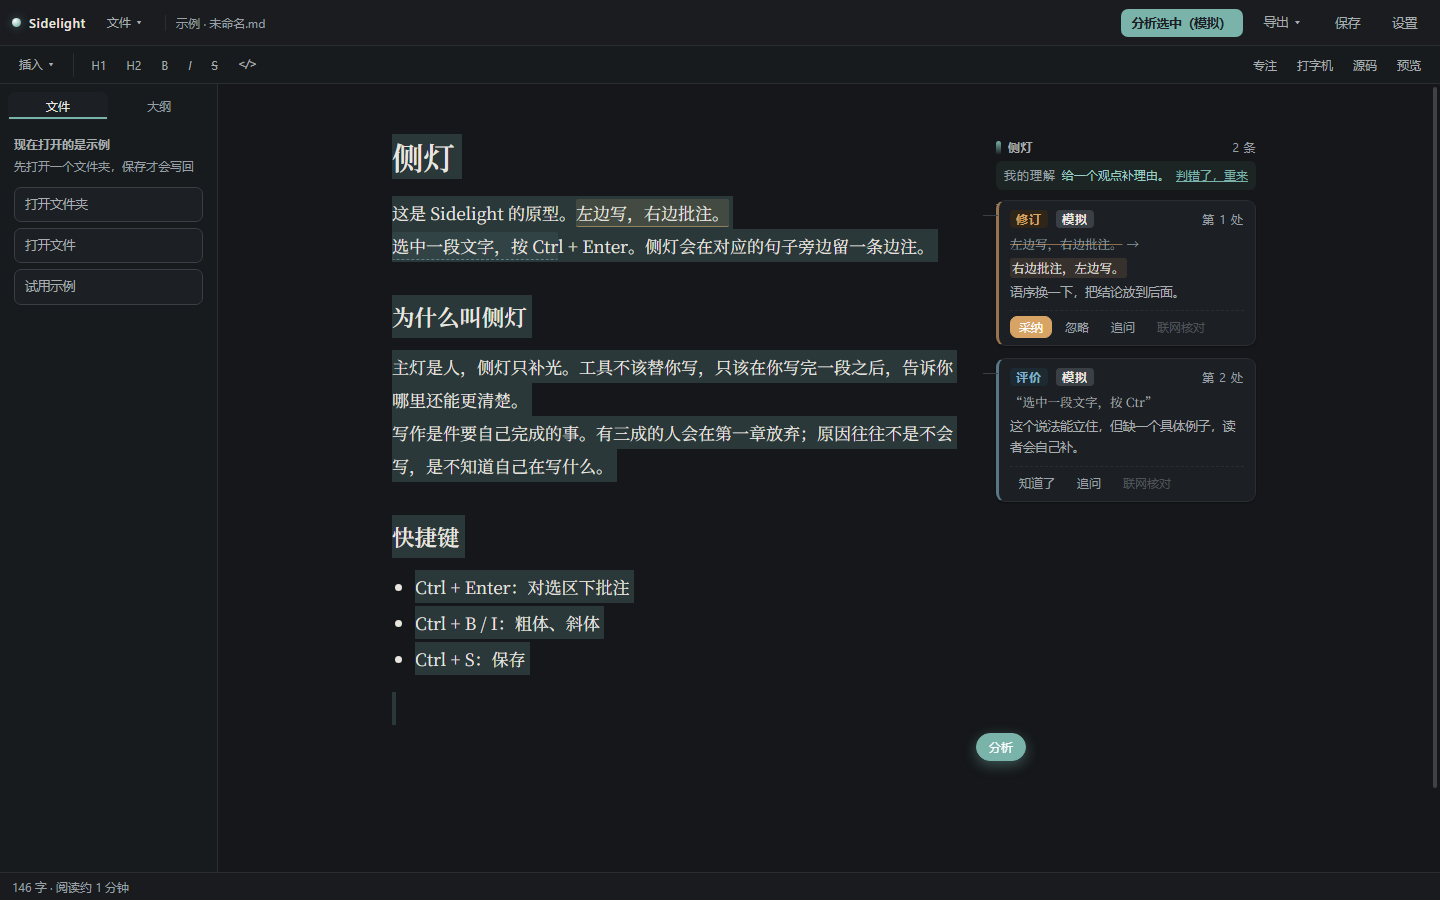 Sidelight 文件 示例 · 未命名.md 分析选中（模拟） 导出 保存 设置
插入 H1 H2 B I S </> 专注 打字机 源码 预览
文件 大纲
现在打开的是示例
先打开一个文件夹，保存才会写回
打开文件夹
打开文件
试用示例
侧灯
这是 Sidelight 的原型。左边写，右边批注。
选中一段文字，按 Ctrl + Enter。侧灯会在对应的句子旁边留一条边注。
为什么叫侧灯
主灯是人，侧灯只补光。工具不该替你写，只该在你写完一段之后，告诉你
哪里还能更清楚。
写作是件要自己完成的事。有三成的人会在第一章放弃；原因往往不是不会
写，是不知道自己在写什么。
快捷键
Ctrl + Enter：对选区下批注
Ctrl + B / I：粗体、斜体
Ctrl + S：保存
侧灯 2 条
我的理解 给一个观点补理由。 判错了，重来
修订 模拟 第 1 处
左边写，右边批注。 →
右边批注，左边写。
语序换一下，把结论放到后面。
采纳 忽略 追问 联网核对
评价 模拟 第 2 处
“选中一段文字，按 Ctr”
这个说法能立住，但缺一个具体例子，读
者会自己补。
知道了 追问 联网核对
分析
146 字 · 阅读约 1 分钟